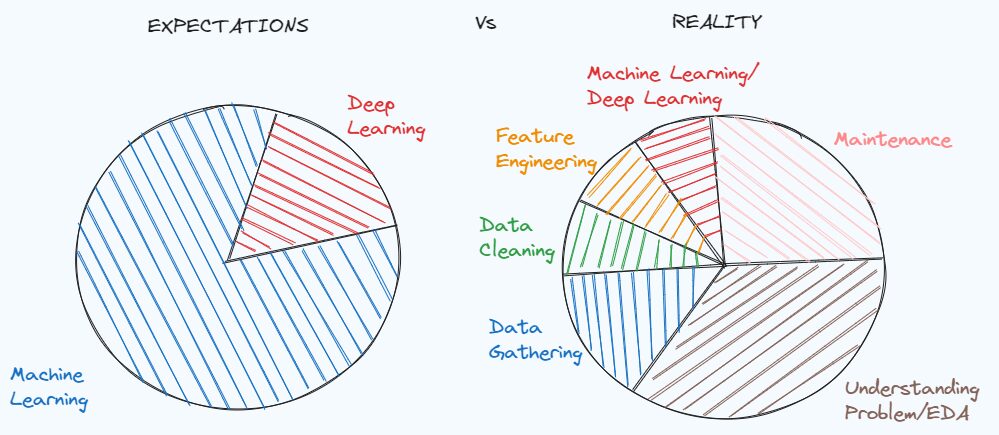 EXPECTATIONS
Vs
REALITY
Deep
Learning
Machine
Learning
Machine Learning/
Deep Learning
Feature
Engineering
Data
Cleaning
Data
Gathering
Maintenance
Understanding
Problem/EDA